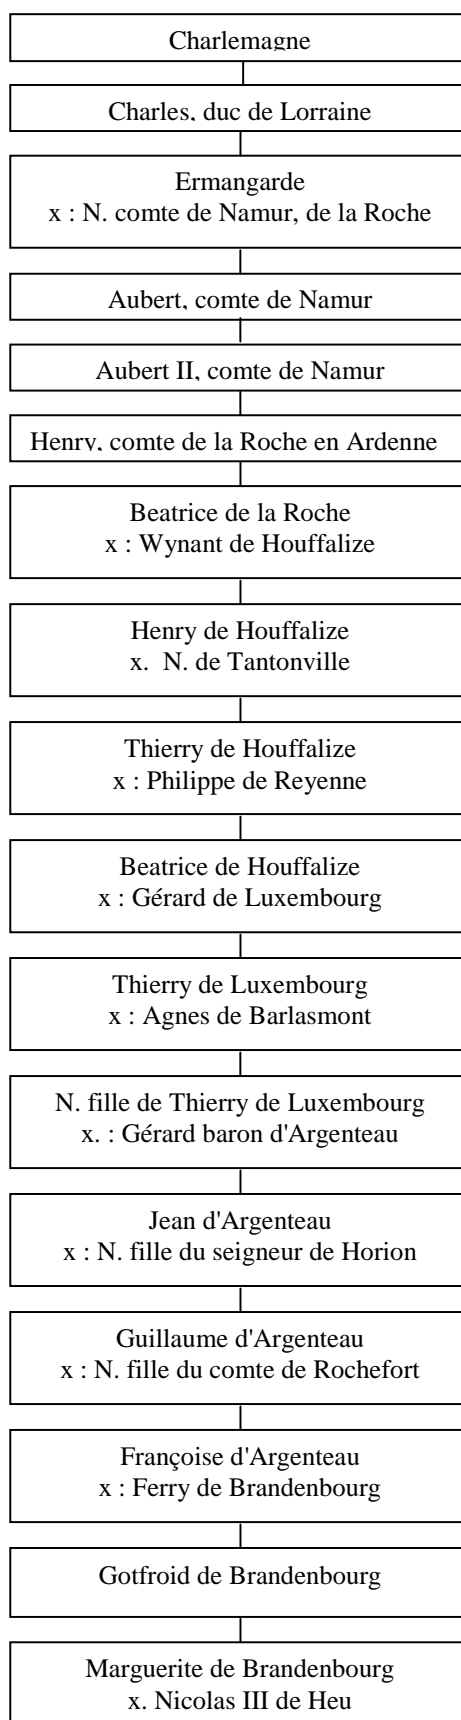 Charlemagne
Charles, duc de Lorraine
Ermangarde
x : N. comte de Namur, de la Roche
Aubert, comte de Namur
Aubert II, comte de Namur
Henry, comte de la Roche en Ardenne
Beatrice de la Roche
x : Wynant de Houffalize
Henry de Houffalize
x. N. de Tantonville
Thierry de Houffalize
x : Philippe de Reyenne
Beatrice de Houffalize
x : Gérard de Luxembourg
Thierry de Luxembourg
x : Agnes de Barlasmont
N. fille de Thierry de Luxembourg
x. : Gérard baron d'Argenteau
Jean d'Argenteau
x : N. fille du seigneur de Horion
Guillaume d'Argenteau
x : N. fille du comte de Rochefort
Françoise d'Argenteau
x : Ferry de Brandenbourg
Gotfroid de Brandenbourg
Marguerite de Brandenbourg
x. Nicolas III de Heu